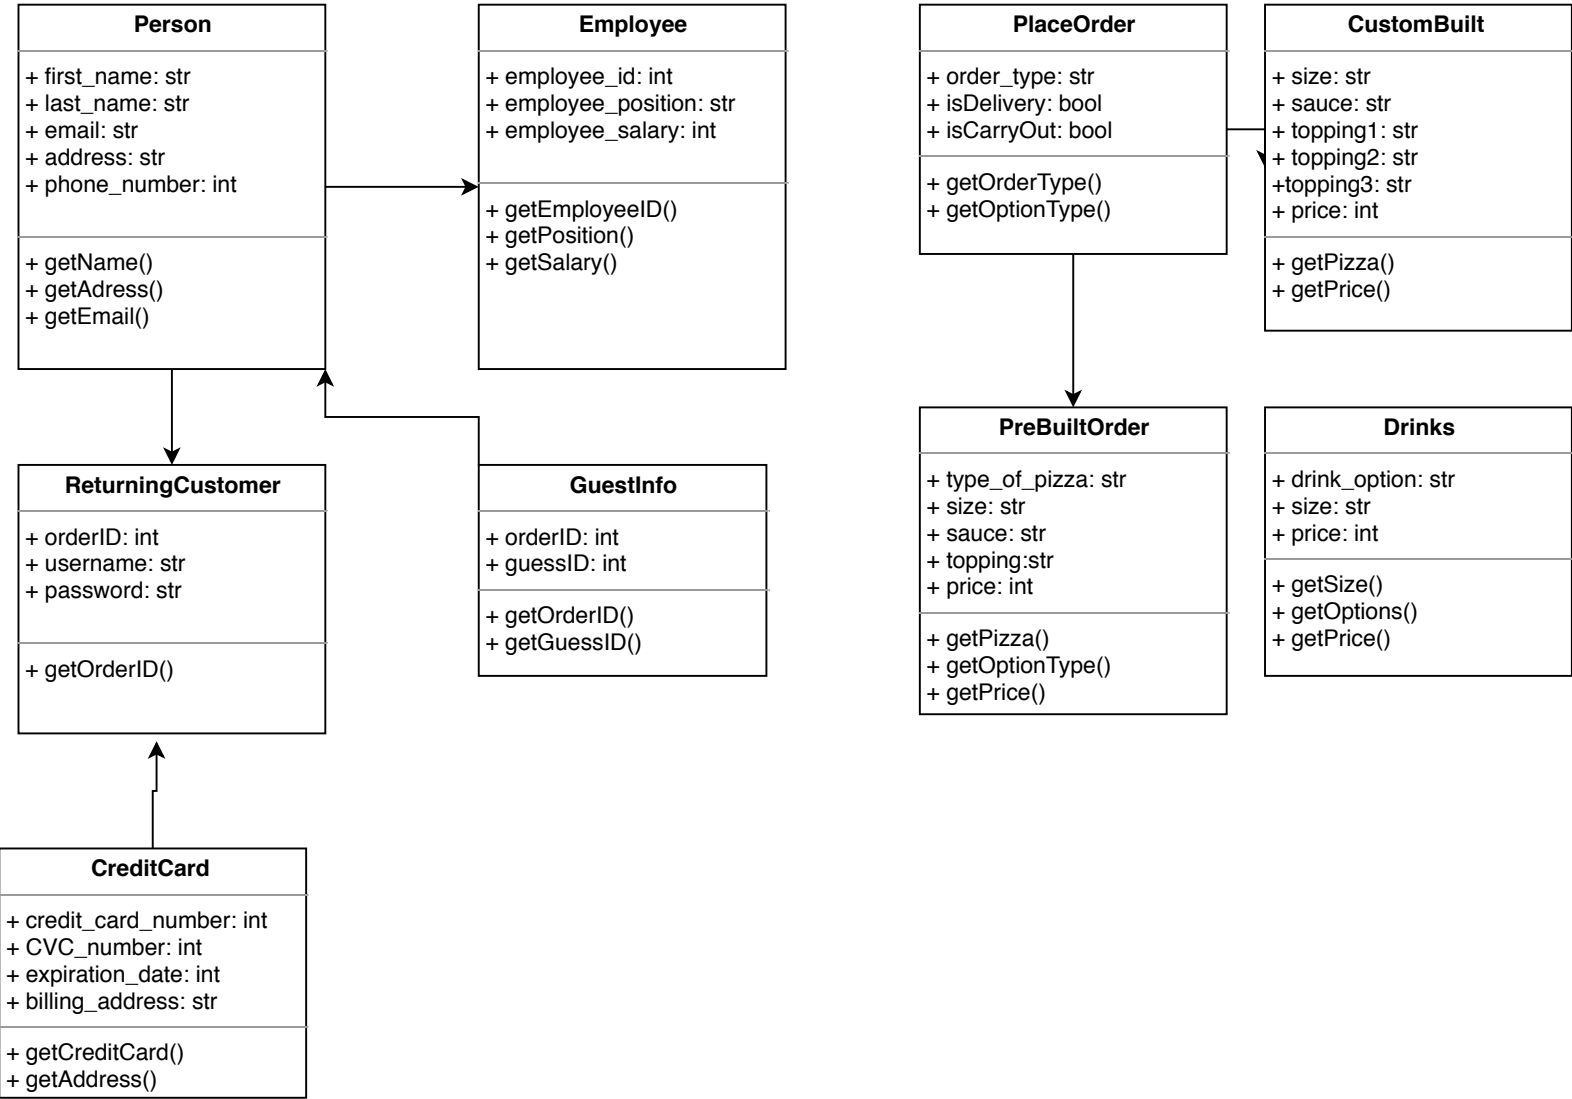 Person
+ first_name: str
+ last_name: str
+ email: str
+ address: str
+ phone_number: int
+ getName()
+ getAdress()
+ getEmail()
Employee
+ employee_id: int
+ employee_position: str
+ employee_salary: int
+ getEmployeeID()
+ getPosition()
+ getSalary()
PlaceOrder
+ order_type: str
+ isDelivery: bool
+ isCarryOut: bool
+ getOrderType()
+ getOptionType()
CustomBuilt
+ size: str
+ sauce: str
+ topping1: str
+ topping2: str
+topping3: str
+ price: int
+ getPizza()
+ getPrice()
ReturningCustomer
+ orderID: int
+ username: str
+ password: str
+ getOrderID()
GuestInfo
+ orderID: int
+ guessID: int
+ getOrderID()
+ getGuessID()
PreBuiltOrder
+ type_of_pizza: str
+ size: str
+ sauce: str
+ topping:str
+ price: int
+ getPizza()
+ getOptionType()
+ getPrice()
Drinks
+ drink_option: str
+ size: str
+ price: int
+ getSize()
+ getOptions()
+ getPrice()
CreditCard
+ credit_card_number: int
+ CVC_number: int
+ expiration_date: int
+ billing_address: str
+ getCreditCard()
+ getAddress()